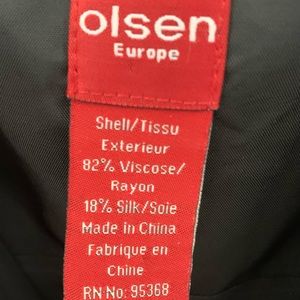 olsen
Europe
Shell/Tissu
Exterieur
82% Viscose/
Rayon
18% Silk/Soie
Made in China
Fabrique en
Chine
RN No: 95368